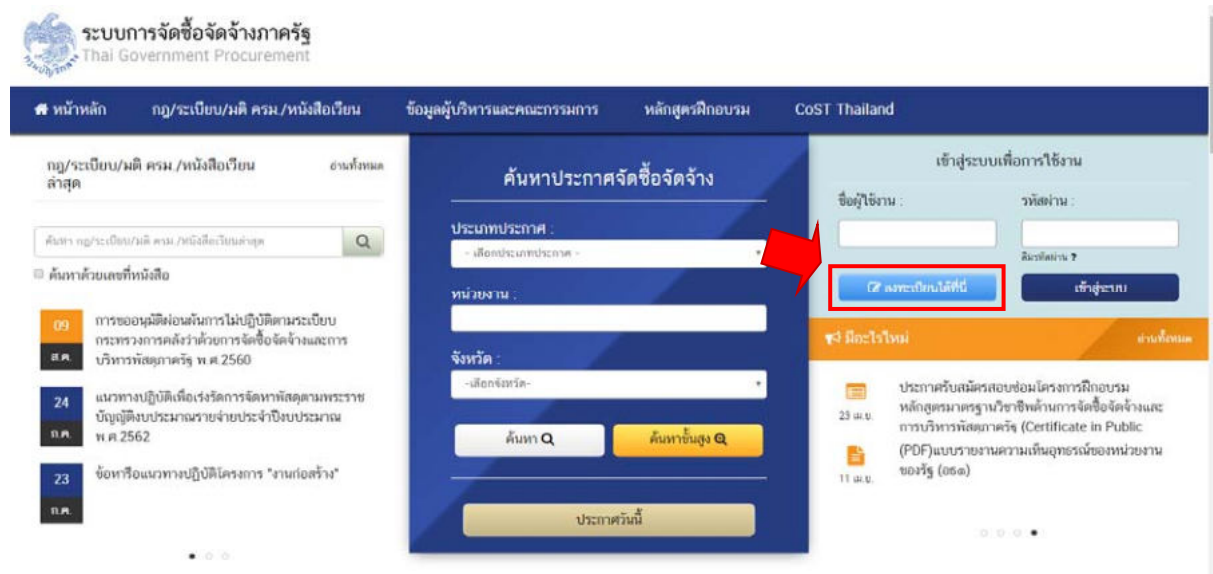 ระบบการจัดซื้อจัดจ้างภาครัฐ
Thai Government Procurement
หน้าหลัก กฎ/ระเบียบ/มติ ครม./หนังสือเวียน ข้อมูลผู้บริหารและคณะกรรมการ หลักสูตรฝึกอบรม CoST Thailand
กฎ/ระเบียบ/มติ ครม./หนังสือเวียน อ่านทั้งหมด
ล่าสุด
ค้นหา กฎ/ระเบียบ/มติ ครม./หนังสือเวียนล่าสุด
ค้นหาด้วยเลขที่หนังสือ
09 ส.ค.
การขออนุมัติผ่อนผันการไม่ปฏิบัติตามระเบียบ
กระทรวงการคลังว่าด้วยการจัดซื้อจัดจ้างและการ
บริหารพัสดุภาครัฐ พ.ศ.2560
24 ก.ค.
แนวทางปฏิบัติเพื่อเร่งรัดการจัดหาพัสดุตามพระราช
บัญญัติงบประมาณรายจ่ายประจำปีงบประมาณ
พ.ศ.2562
23 ก.ค.
ข้อหารือแนวทางปฏิบัติโครงการ "งานก่อสร้าง"
ค้นหาประกาศจัดซื้อจัดจ้าง
ประเภทประกาศ :
- เลือกประเภทประกาศ -
หน่วยงาน :
จังหวัด :
-เลือกจังหวัด-
ค้นหา ค้นหาขั้นสูง
ประกาศวันนี้
เข้าสู่ระบบเพื่อการใช้งาน
ชื่อผู้ใช้งาน : รหัสผ่าน :
ลืมรหัสผ่าน ?
ลงทะเบียนได้ที่นี่ เข้าสู่ระบบ
มีอะไรใหม่ อ่านทั้งหมด
23 เม.ย.
ประกาศรับสมัครสอบซ่อมโครงการฝึกอบรม
หลักสูตรมาตรฐานวิชาชีพด้านการจัดซื้อจัดจ้างและ
การบริหารพัสดุภาครัฐ (Certificate in Public
11 เม.ย.
(PDF)แบบรายงานความเห็นอุทธรณ์ของหน่วยงาน
ของรัฐ (อธ๑)